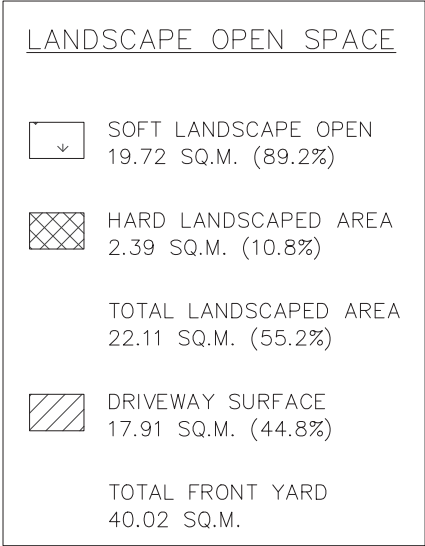 LANDSCAPE OPEN SPACE
SOFT LANDSCAPE OPEN
19.72 SQ.M. (89.2%)
HARD LANDSCAPED AREA
2.39 SQ.M. (10.8%)
TOTAL LANDSCAPED AREA
22.11 SQ.M. (55.2%)
DRIVEWAY SURFACE
17.91 SQ.M. (44.8%)
TOTAL FRONT YARD
40.02 SQ.M.